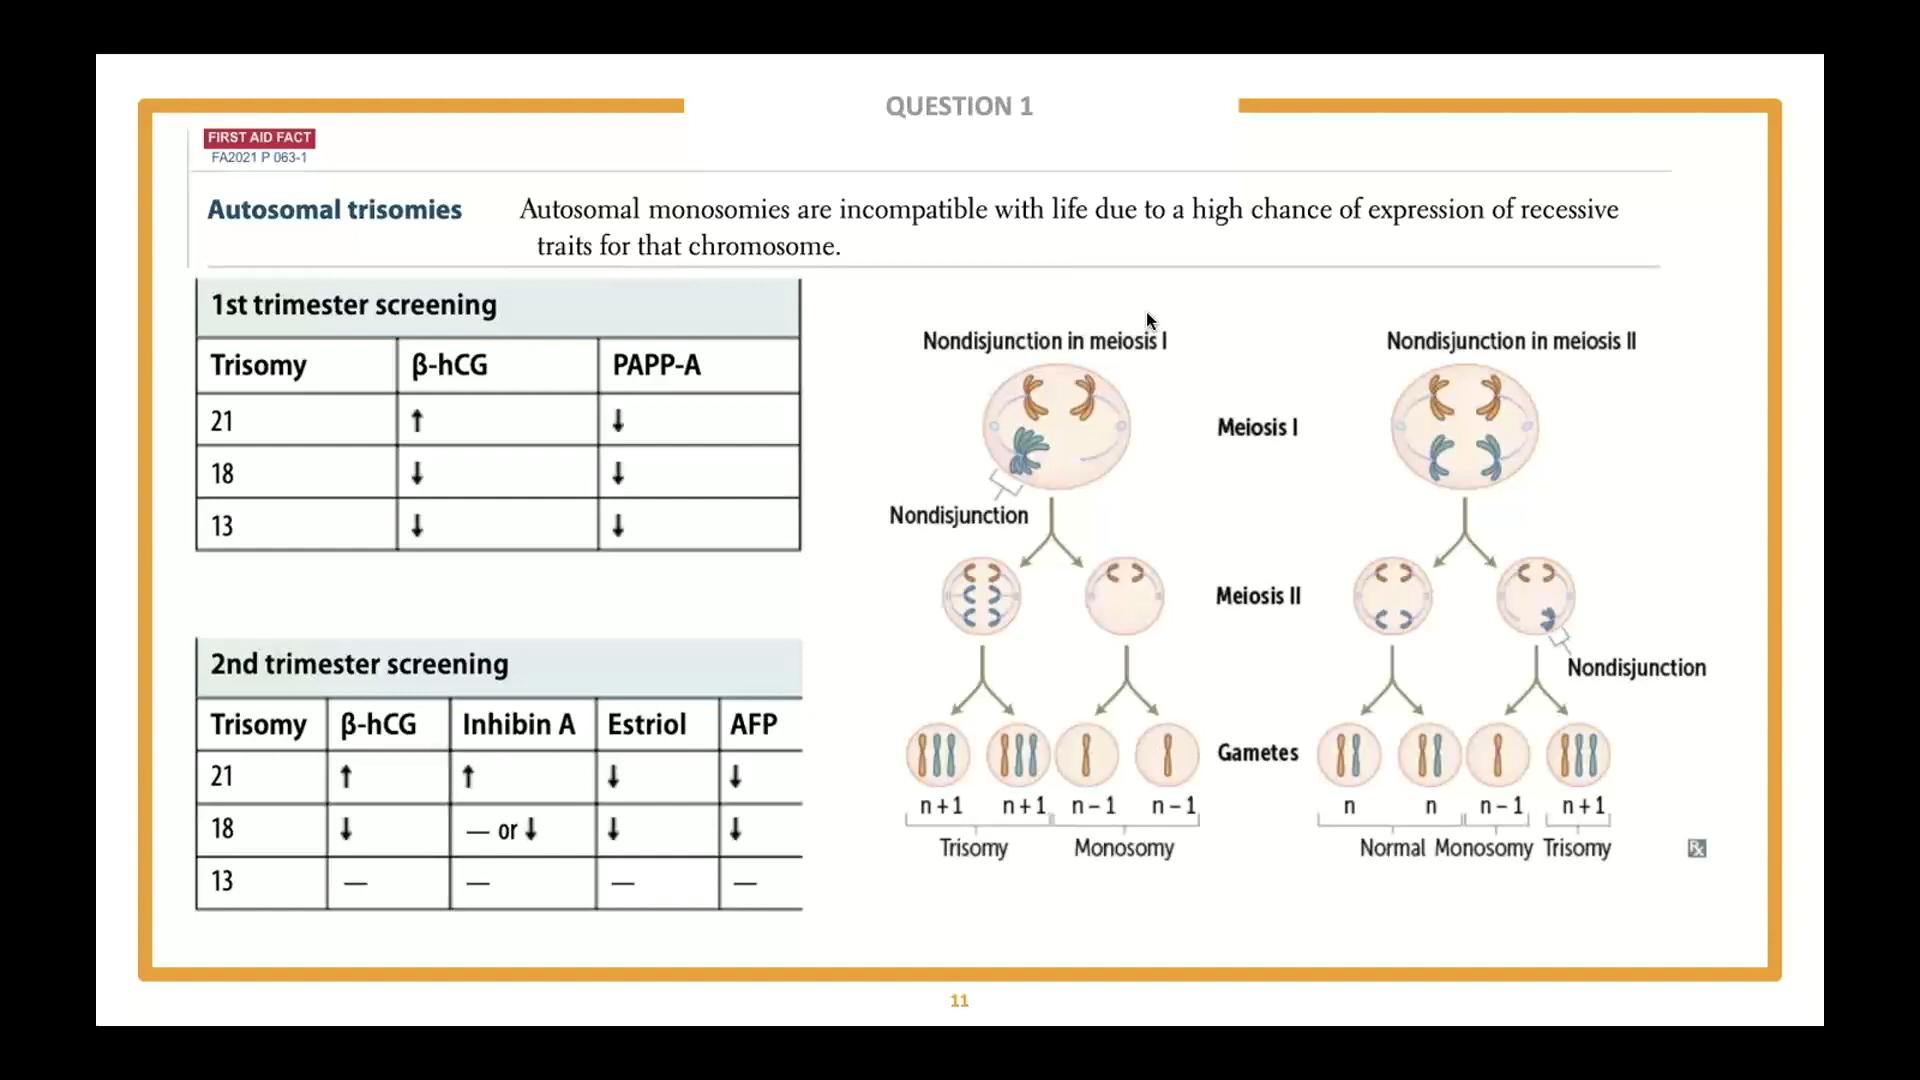 QUESTION 1
FIRST AID FACT
FA2021 P 063-1
Autosomal trisomies
Autosomal monosomies are incompatible with life due to a high chance of expression of recessive
traits for that chromosome.
1st trimester screening
Trisomy β-hCG PAPP-A
21 ↑ ↓
18 ↓ ↓
13 ↓ ↓
2nd trimester screening
Trisomy β-hCG Inhibin A Estriol AFP
21 ↑ ↑ ↓ ↓
18 ↓ — or ↓ ↓ ↓
13 — — — —
Nondisjunction in meiosis I
Nondisjunction in meiosis II
Meiosis I
Nondisjunction
Meiosis II
Nondisjunction
Gametes
n + 1 n + 1 n – 1 n – 1
n n n – 1 n + 1
Trisomy Monosomy
Normal Monosomy Trisomy
Rx
11